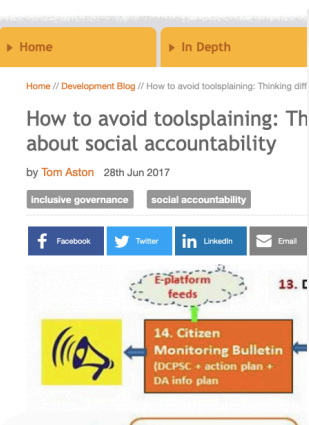 Home
In Depth
Home // Development Blog // How to avoid toolsplaining: Thinking diff
How to avoid toolsplaining: Th
about social accountability
by Tom Aston 28th Jun 2017
inclusive governance social accountability
Facebook Twitter LinkedIn Email
E-platform
feeds
13. D
14. Citizen
Monitoring Bulletin
(DCPSC + action plan +
DA info plan